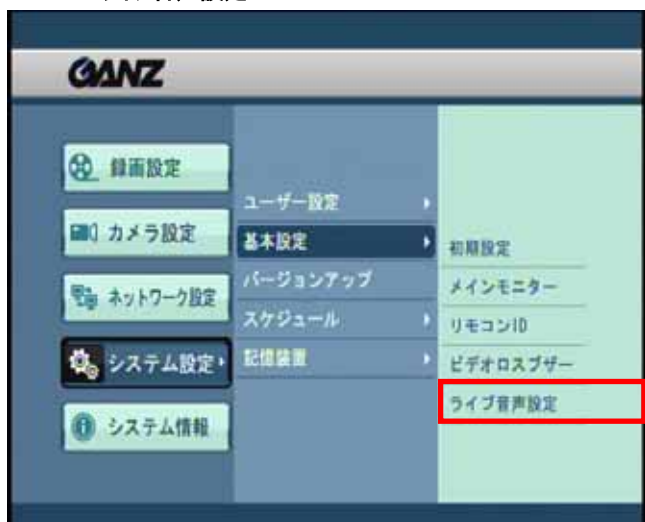 GANZ
録画設定
カメラ設定
ネットワーク設定
システム設定
システム情報
ユーザー設定
基本設定
バージョンアップ
スケジュール
記憶装置
初期設定
メインモニター
リモコンID
ビデオロスブザー
ライブ音声設定